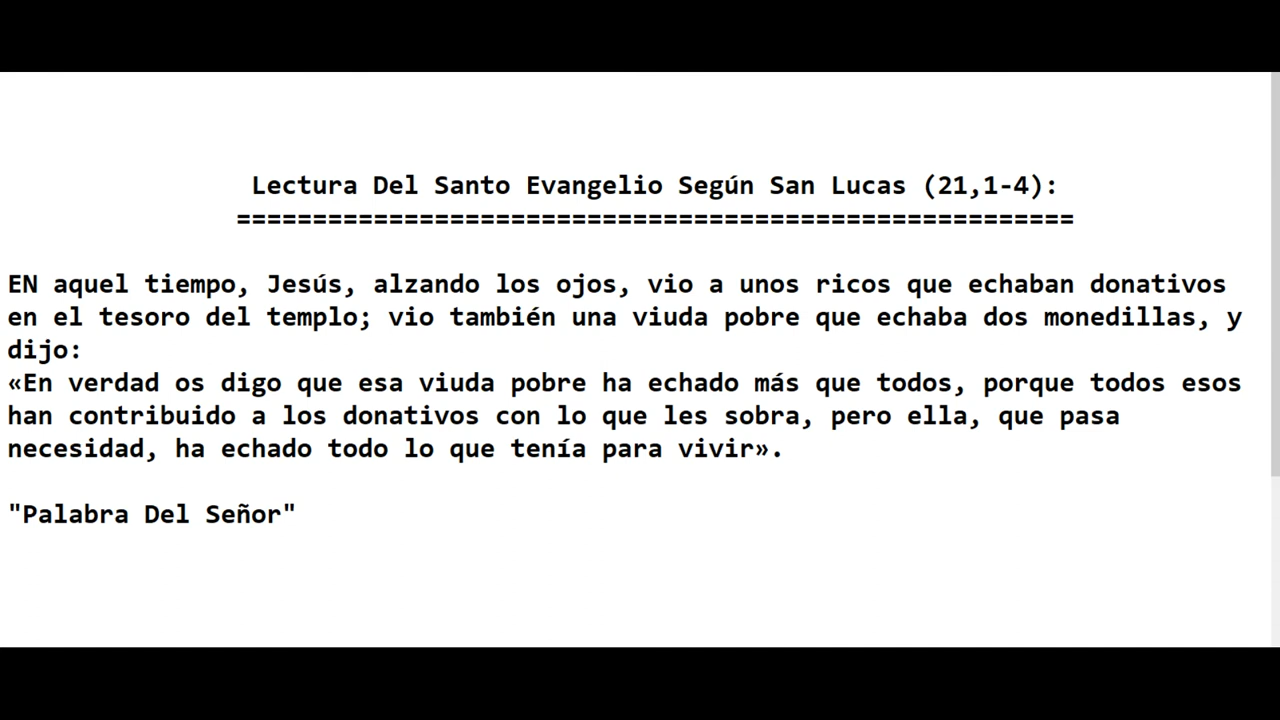 Lectura Del Santo Evangelio Según San Lucas (21,1-4):
=======================================================
EN aquel tiempo, Jesús, alzando los ojos, vio a unos ricos que echaban donativos
en el tesoro del templo; vio también una viuda pobre que echaba dos monedillas, y
dijo:
«En verdad os digo que esa viuda pobre ha echado más que todos, porque todos esos
han contribuido a los donativos con lo que les sobra, pero ella, que pasa
necesidad, ha echado todo lo que tenía para vivir».
"Palabra Del Señor"